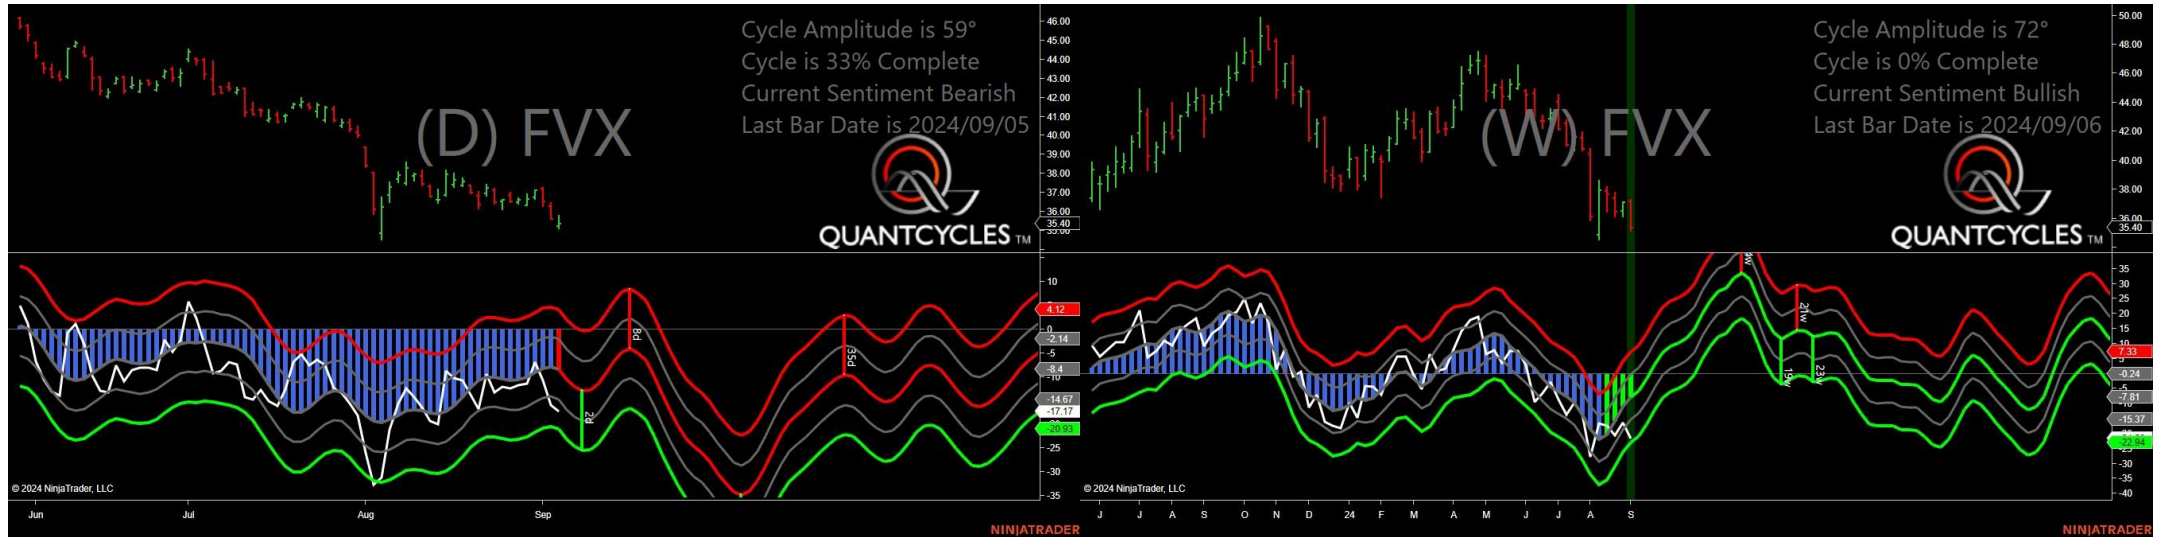 Cycle Amplitude is 59°
Cycle is 33% Complete
Current Sentiment Bearish
Last Bar Date is 2024/09/05
(D) FVX
QUANTCYCLES TM
46.00
45.00
44.00
43.00
42.00
41.00
40.00
39.00
38.00
37.00
36.00
35.40
10
4.12
0
-2.14
-5
-8.4
-10
-14.67
-17.17
-20.93
-25
-30
-35
8d
35d
2d
© 2024 NinjaTrader, LLC
Jun
Jul
Aug
Sep
NINJATRADER
Cycle Amplitude is 72°
Cycle is 0% Complete
Current Sentiment Bullish
Last Bar Date is 2024/09/06
(W) FVX
QUANTCYCLES TM
50.00
48.00
46.00
44.00
42.00
40.00
38.00
36.00
35.40
35
30
25
20
15
7.33
-0.24
-5
-7.81
-15.37
-22.94
-30
-35
-40
21w
19w
23w
© 2024 NinjaTrader, LLC
J J A S O N D 24 F M A M J J A S
NINJATRADER